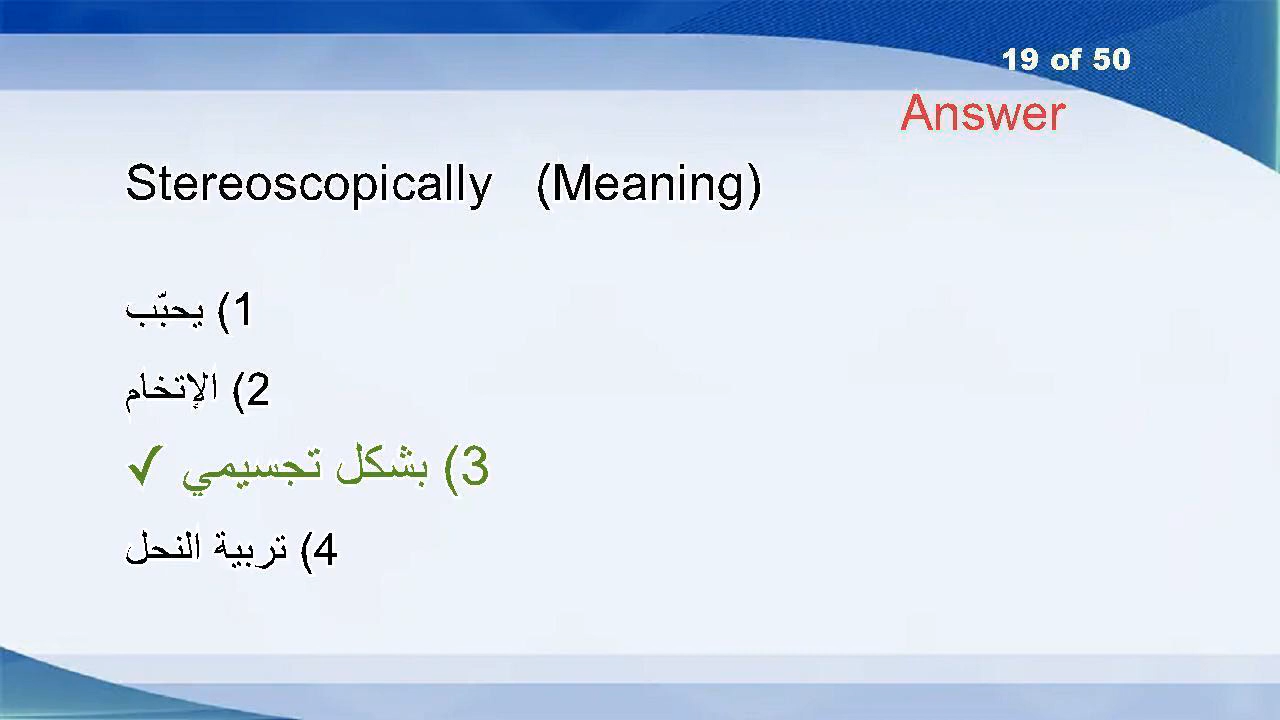 19 of 50
Answer
Stereoscopically (Meaning)
1) يحبّب
2) الإتخام
3) بشكل تجسيمي ✓
4) تربية النحل